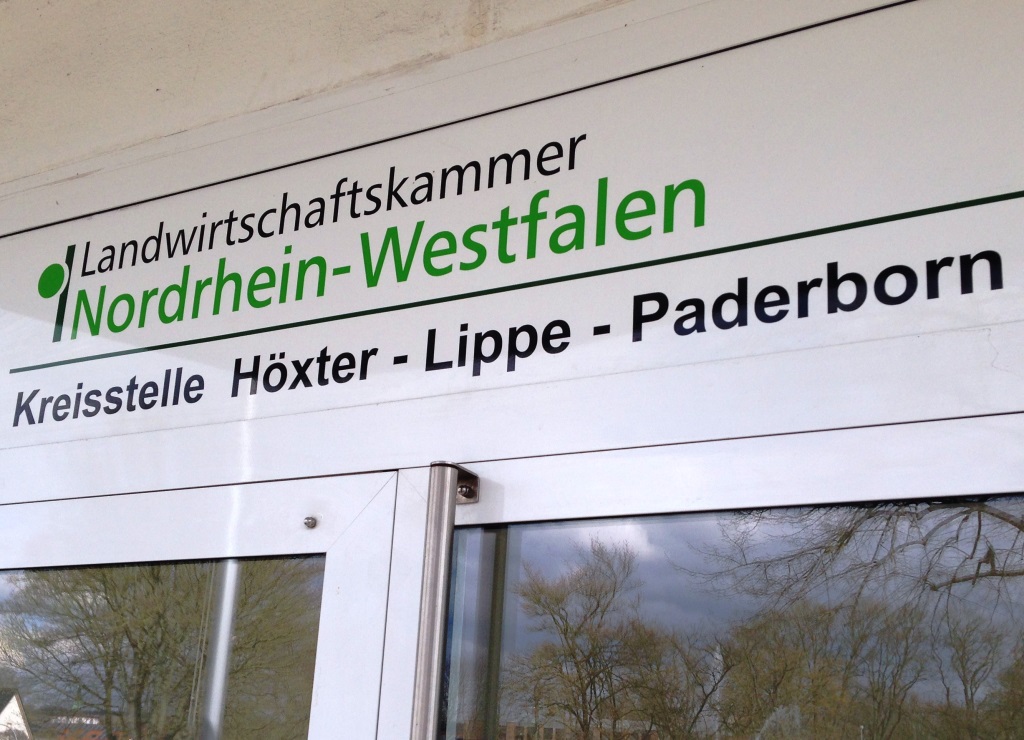 Landwirtschaftskammer
Nordrhein-Westfalen
Kreisstelle Höxter - Lippe - Paderborn